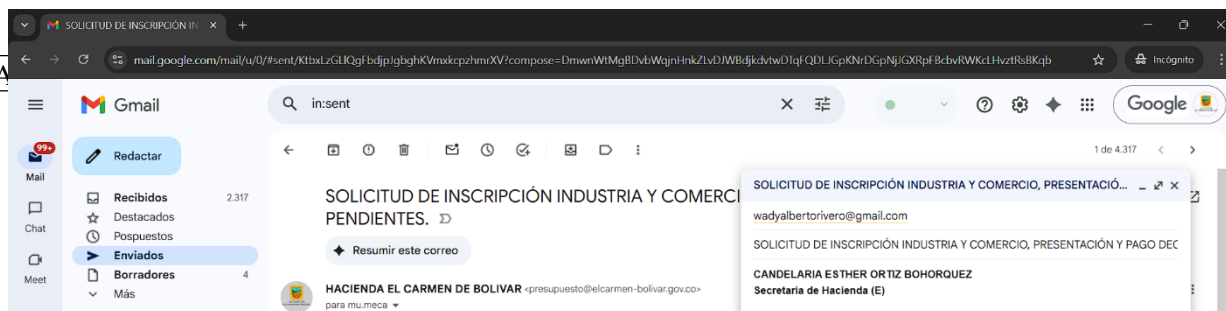 SOLICITUD DE INSCRIPCIÓN IN
mail.google.com/mail/u/0/#sent/KtbxLzGLlQgFbdjpJgbghKVmxkcpzhmrXV?compose=DmwnWtMgBDvbWqjnHnkZLvDJWBdjkdvtwDTqFQDLJGpKNrDGpNjJGXRpFBcbvRWKcLHvztRsBKqb
Incógnito
A
Gmail
in:sent
Google
99+
Mail
Chat
Meet
Redactar
Recibidos 2.317
Destacados
Pospuestos
Enviados
Borradores 4
Más
1 de 4.317
SOLICITUD DE INSCRIPCIÓN INDUSTRIA Y COMERCI
PENDIENTES.
Resumir este correo
HACIENDA EL CARMEN DE BOLIVAR <presupuesto@elcarmen-bolivar.gov.co>
para mu.meca
SOLICITUD DE INSCRIPCIÓN INDUSTRIA Y COMERCIO, PRESENTACIÓ...
wadyalbertorivero@gmail.com
SOLICITUD DE INSCRIPCIÓN INDUSTRIA Y COMERCIO, PRESENTACIÓN Y PAGO DEC
CANDELARIA ESTHER ORTIZ BOHORQUEZ
Secretaria de Hacienda (E)